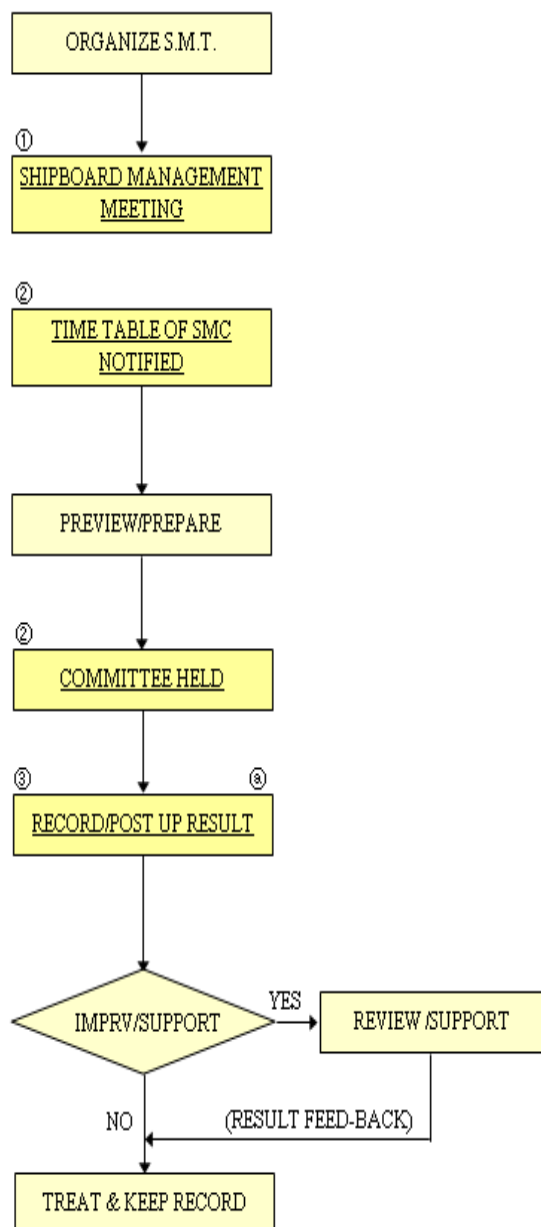 ORGANIZE S.M.T.
①
SHIPBOARD MANAGEMENT
MEETING
②
TIME TABLE OF SMC
NOTIFIED
PREVIEW/PREPARE
②
COMMITTEE HELD
③ ⓐ
RECORD/POST UP RESULT
IMPRV/SUPPORT
YES
REVIEW /SUPPORT
NO
(RESULT FEED-BACK)
TREAT & KEEP RECORD